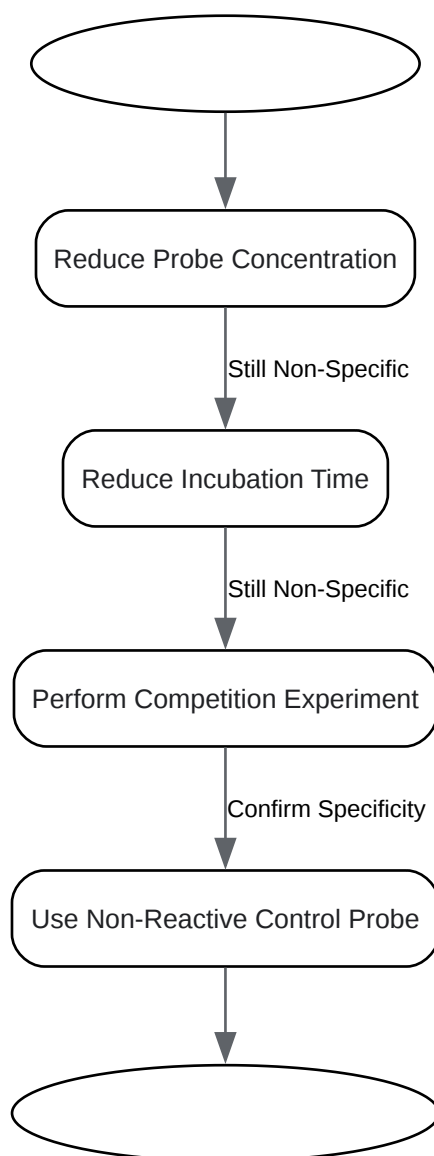 Reduce Probe Concentration
Still Non-Specific
Reduce Incubation Time
Still Non-Specific
Perform Competition Experiment
Confirm Specificity
Use Non-Reactive Control Probe